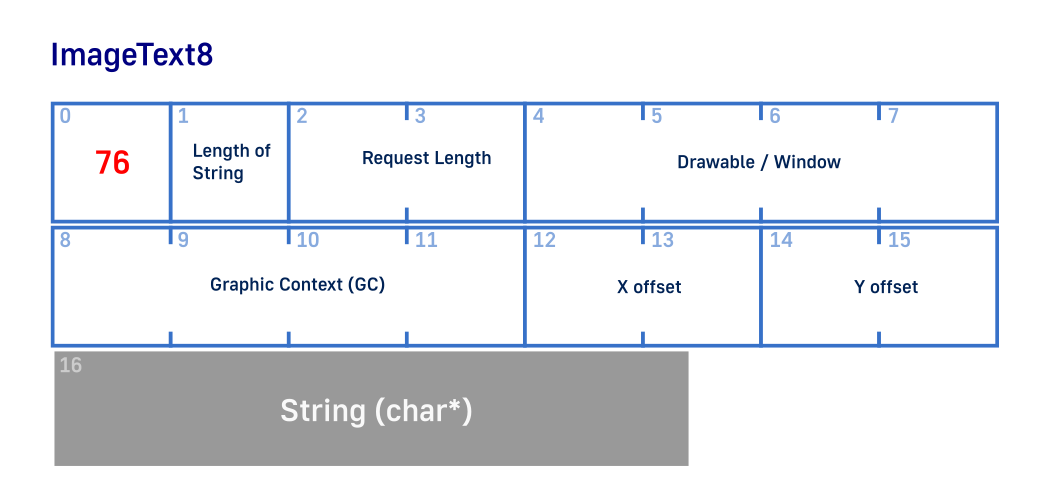 ImageText8
0 1 2 3 4 5 6 7
76
Length of
String
Request Length
Drawable / Window
8 9 10 11 12 13 14 15
Graphic Context (GC)
X offset
Y offset
16
String (char*)